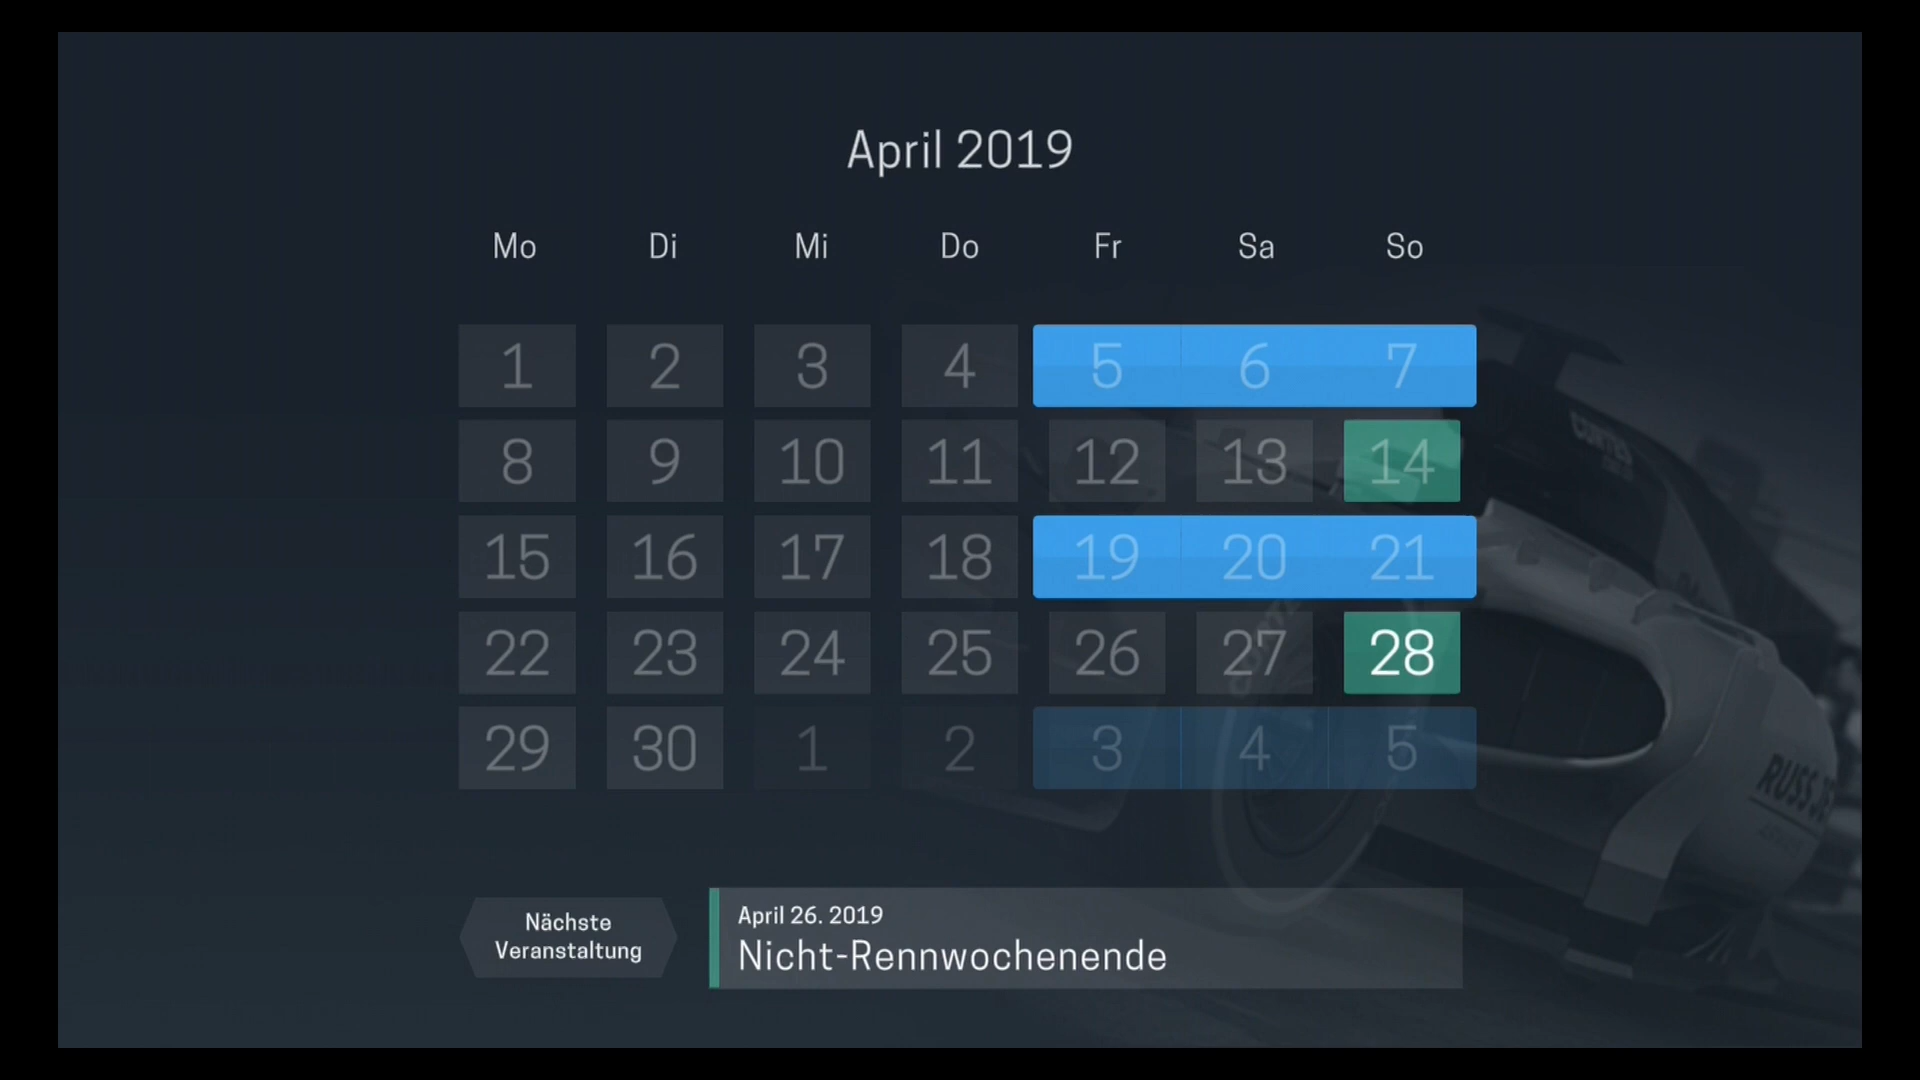 April 2019
Mo Di Mi Do Fr Sa So
1 2 3 4 5 6 7
8 9 10 11 12 13 14
15 16 17 18 19 20 21
22 23 24 25 26 27 28
29 30 1 2 3 4 5
Nächste
Veranstaltung
April 26. 2019
Nicht-Rennwochenende